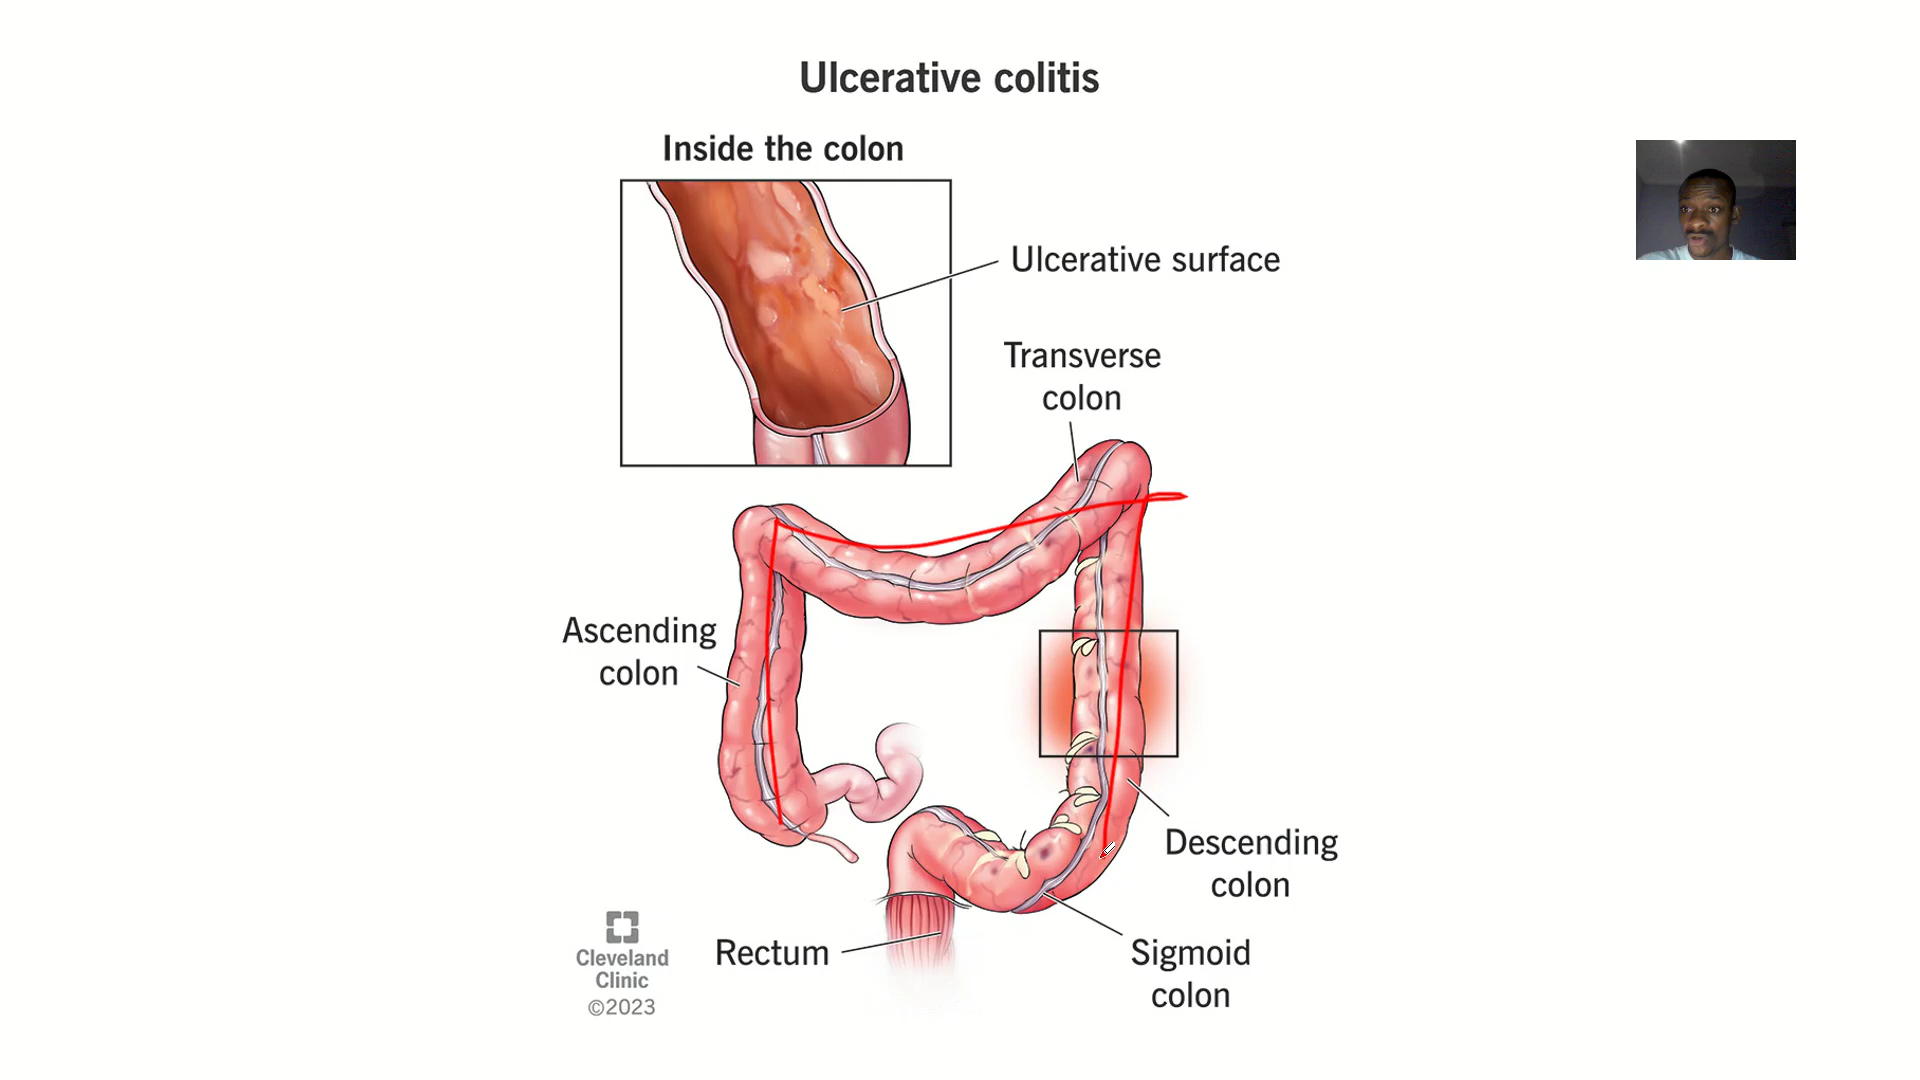 Ulcerative colitis
Inside the colon
Ulcerative surface
Transverse
colon
Ascending
colon
Descending
colon
Rectum
Sigmoid
colon
Cleveland
Clinic
©2023